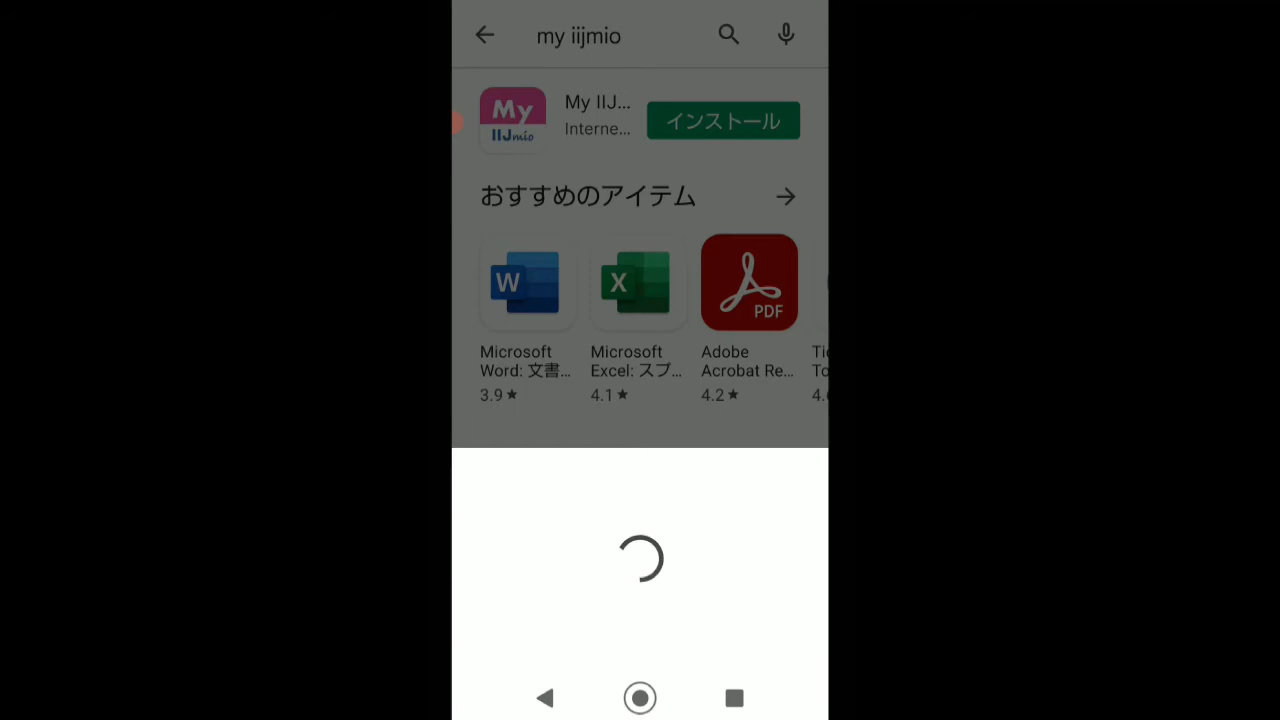 my iijmio
My
IIJmio
My IIJ...
Interne...
インストール
おすすめのアイテム
W
X
PDF
Microsoft
Word: 文書...
3.9★
Microsoft
Excel: スプ...
4.1★
Adobe
Acrobat Re...
4.2★